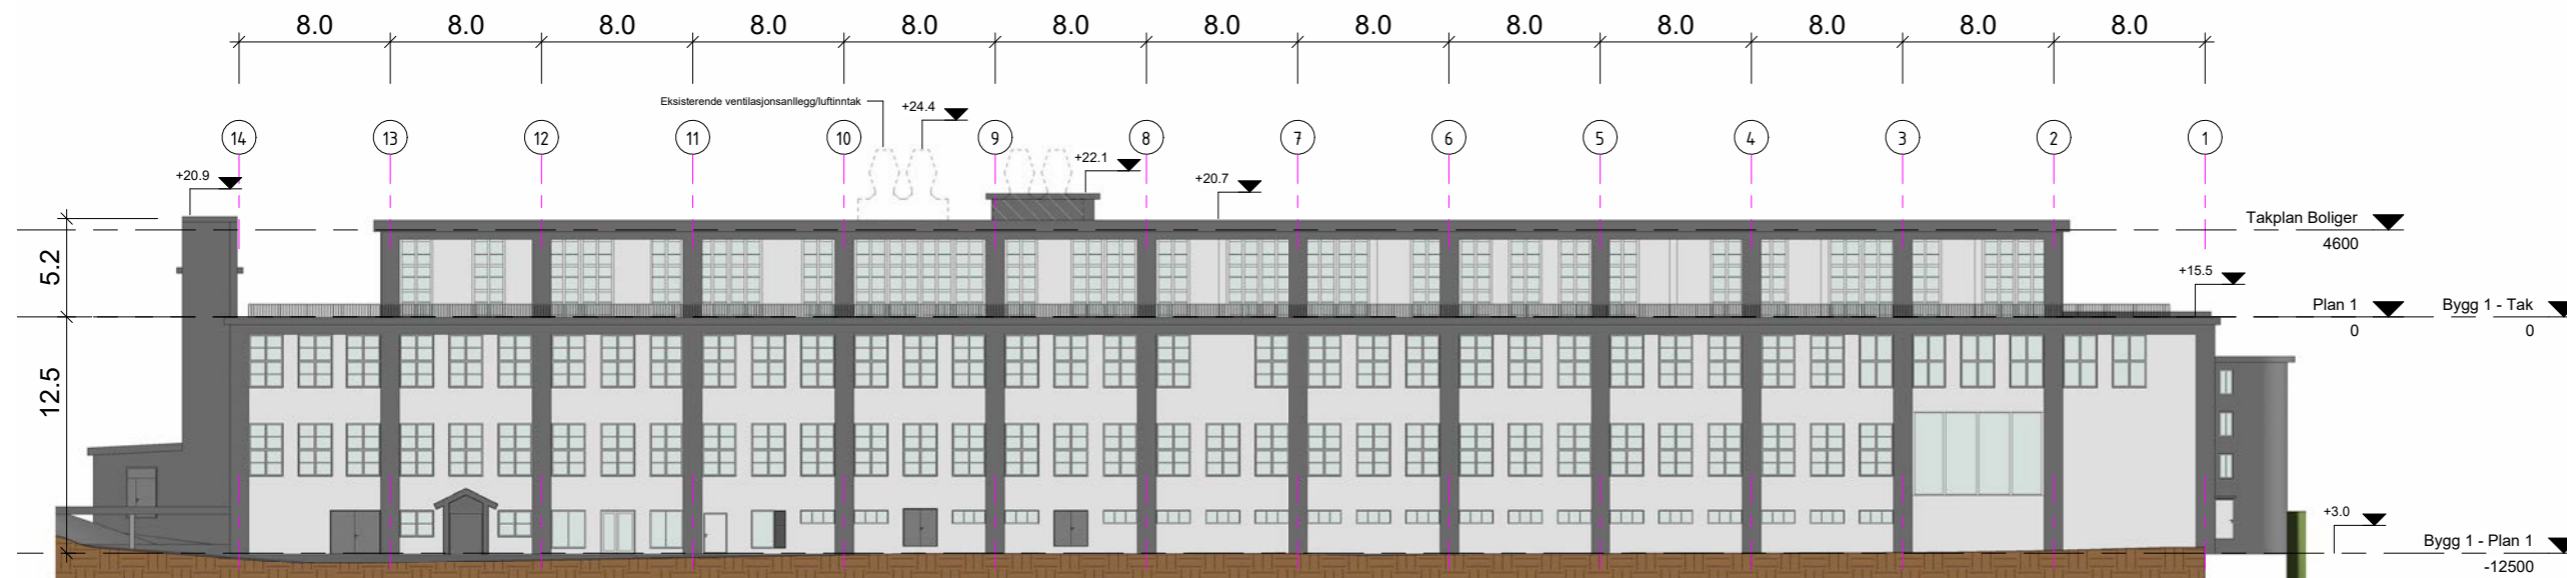 8.0 8.0 8.0 8.0 8.0 8.0 8.0 8.0 8.0 8.0 8.0 8.0 8.0
Eksisterende ventilasjonsanllegg/luftinntak
+24.4
14 13 12 11 10 9 8 7 6 5 4 3 2 1
+22.1
+20.9
+20.7
Takplan Boliger
4600
5.2
+15.5
Plan 1
0
Bygg 1 - Tak
0
12.5
+3.0
Bygg 1 - Plan 1
-12500